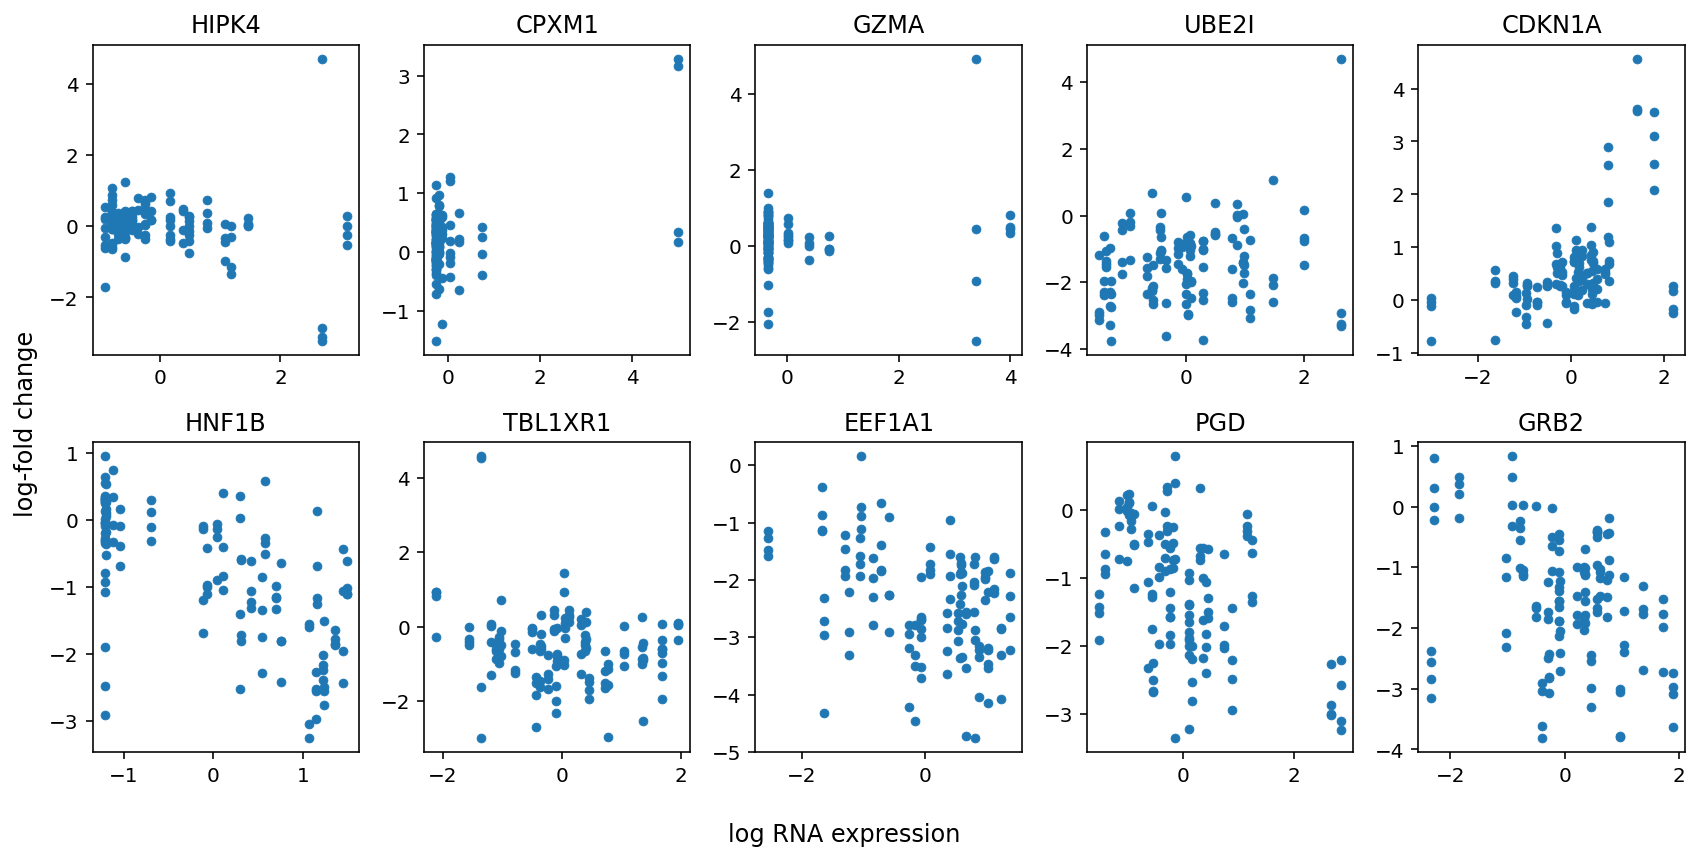 HIPK4 CPXM1 GZMA UBE2I CDKN1A
4 2 0 −2
3 2 1 0 −1
4 2 0 −2
4 2 0 −2 −4
4 3 2 1 0 −1
0 2
0 2 4
0 2 4
0 2
−2 0 2
log-fold change
HNF1B TBL1XR1 EEF1A1 PGD GRB2
1 0 −1 −2 −3
4 2 0 −2
0 −1 −2 −3 −4 −5
0 −1 −2 −3
1 0 −1 −2 −3 −4
−1 0 1
−2 0 2
−2 0
0 2
−2 0 2
log RNA expression